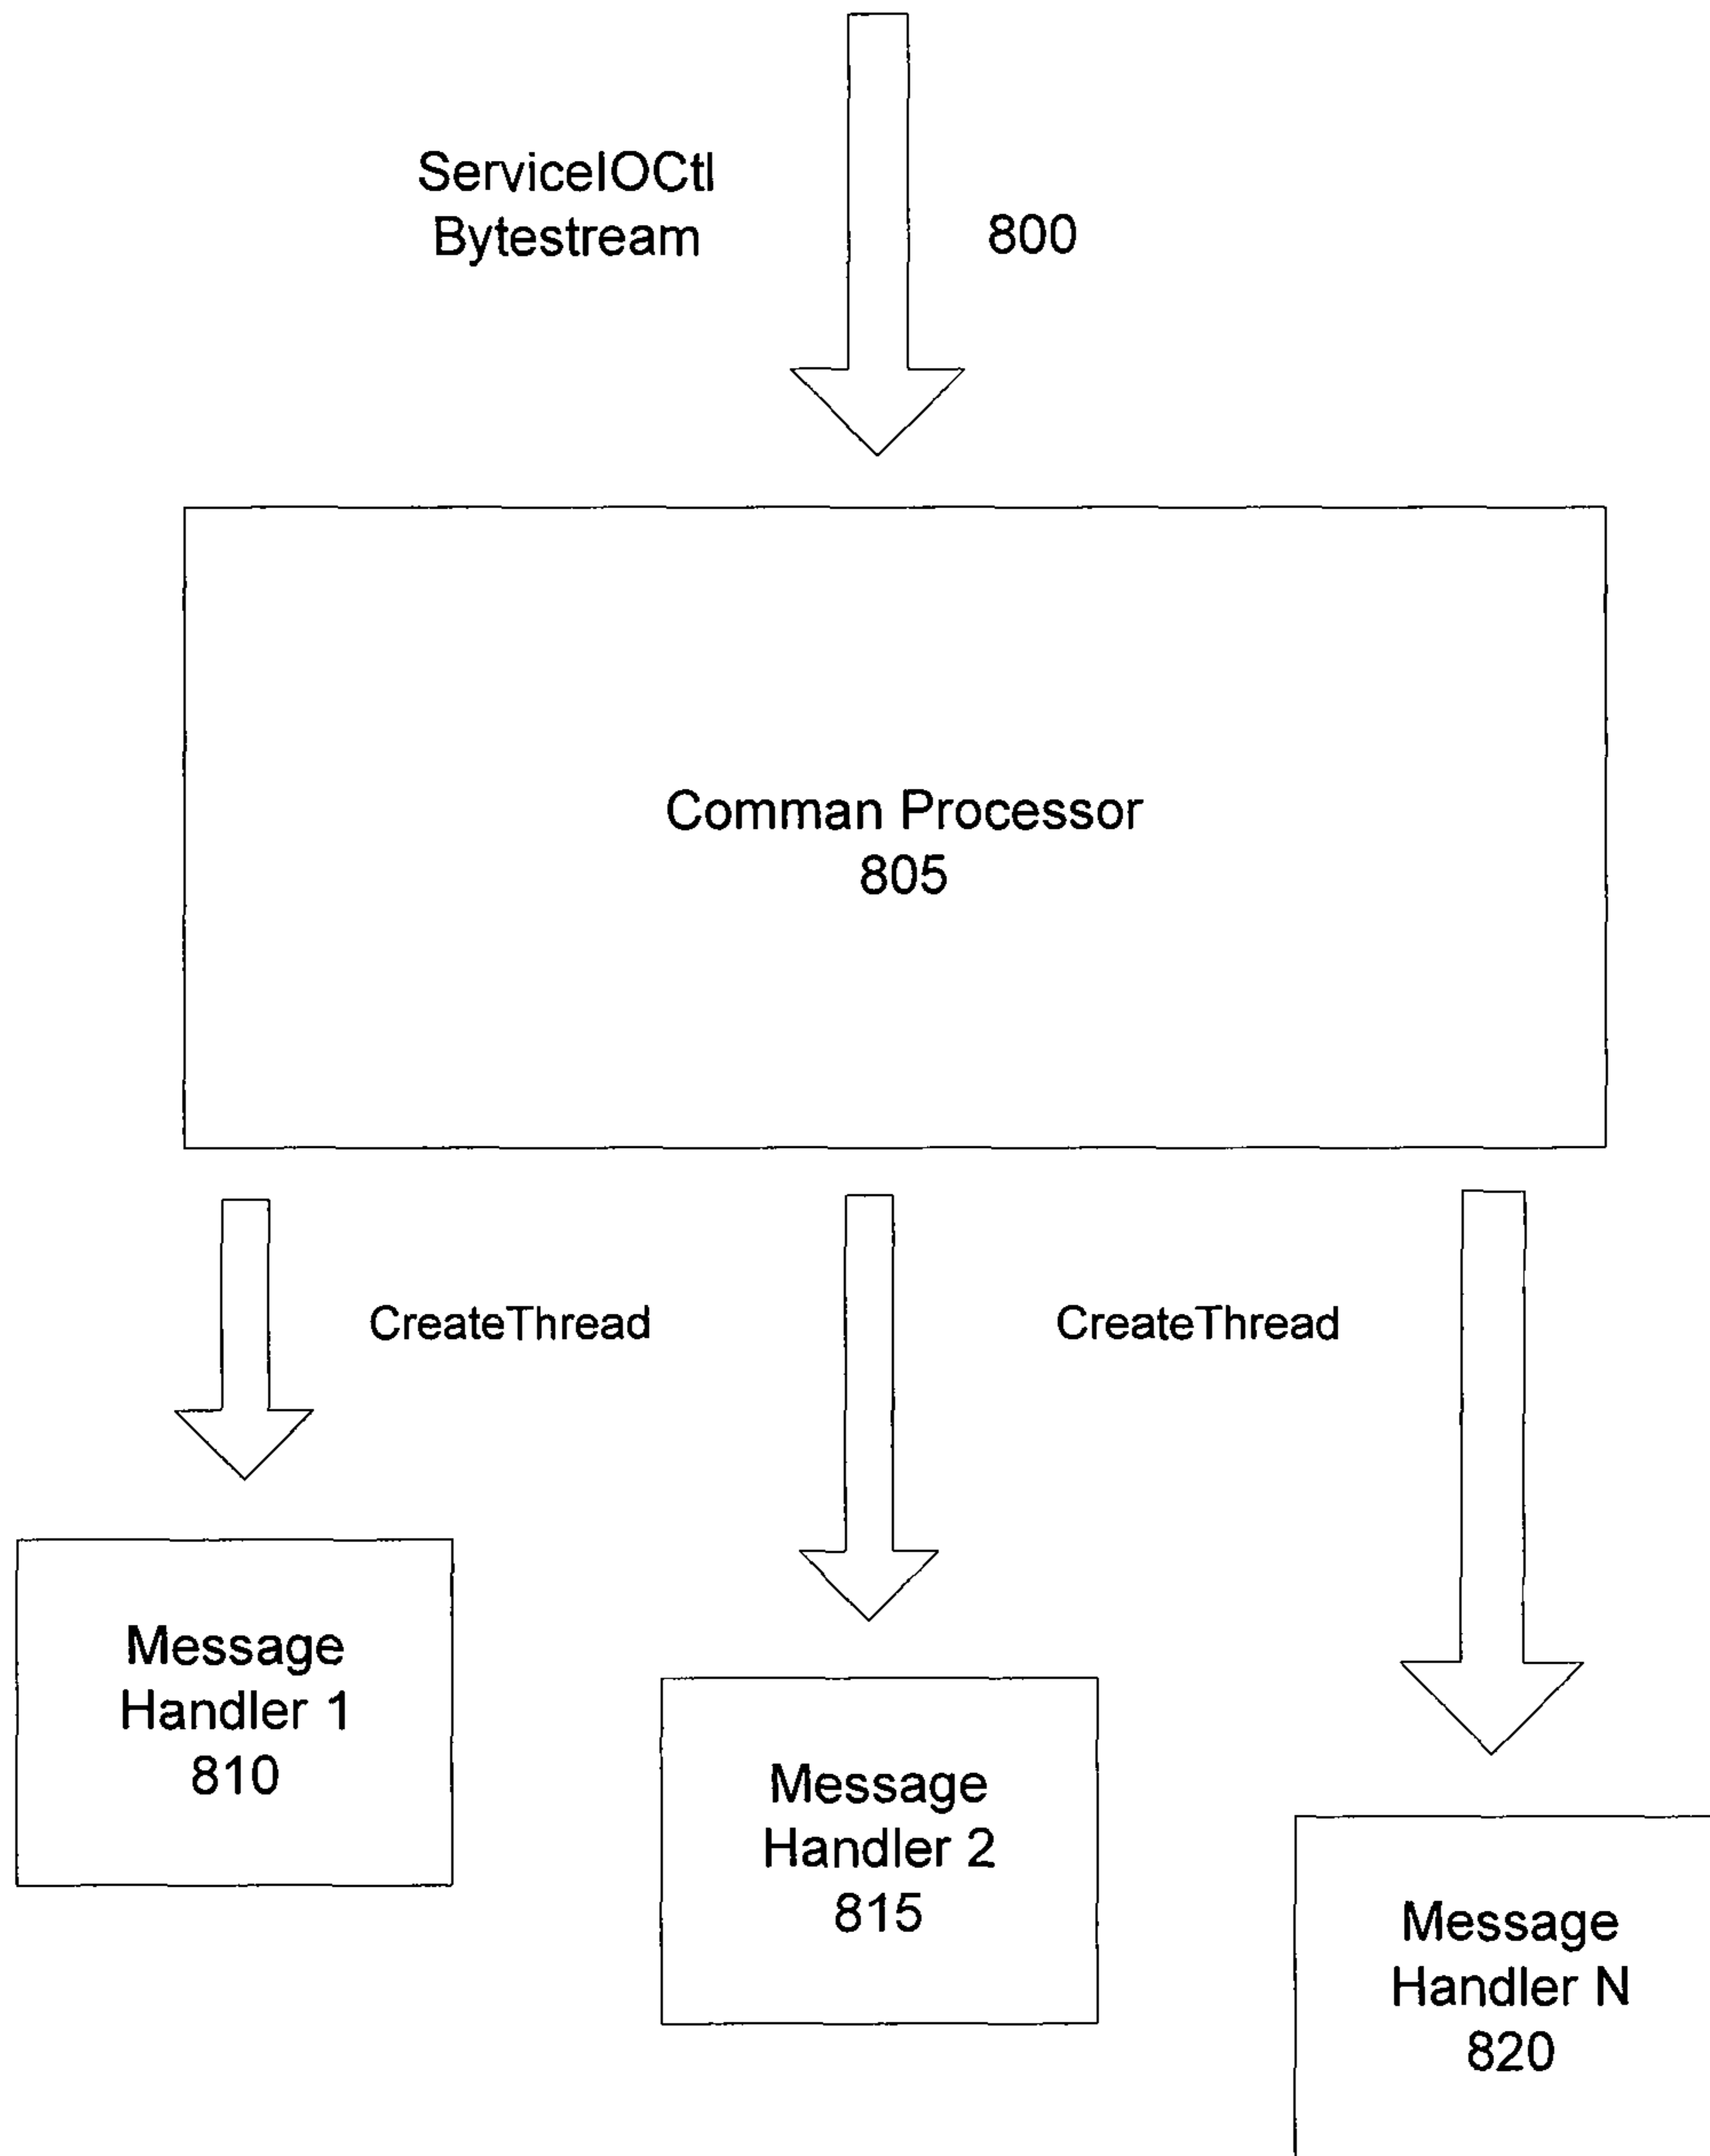 ServiceIOCtl
Bytestream
800
Comman Processor
805
CreateThread
CreateThread
Message
Handler 1
810
Message
Handler 2
815
Message
Handler N
820